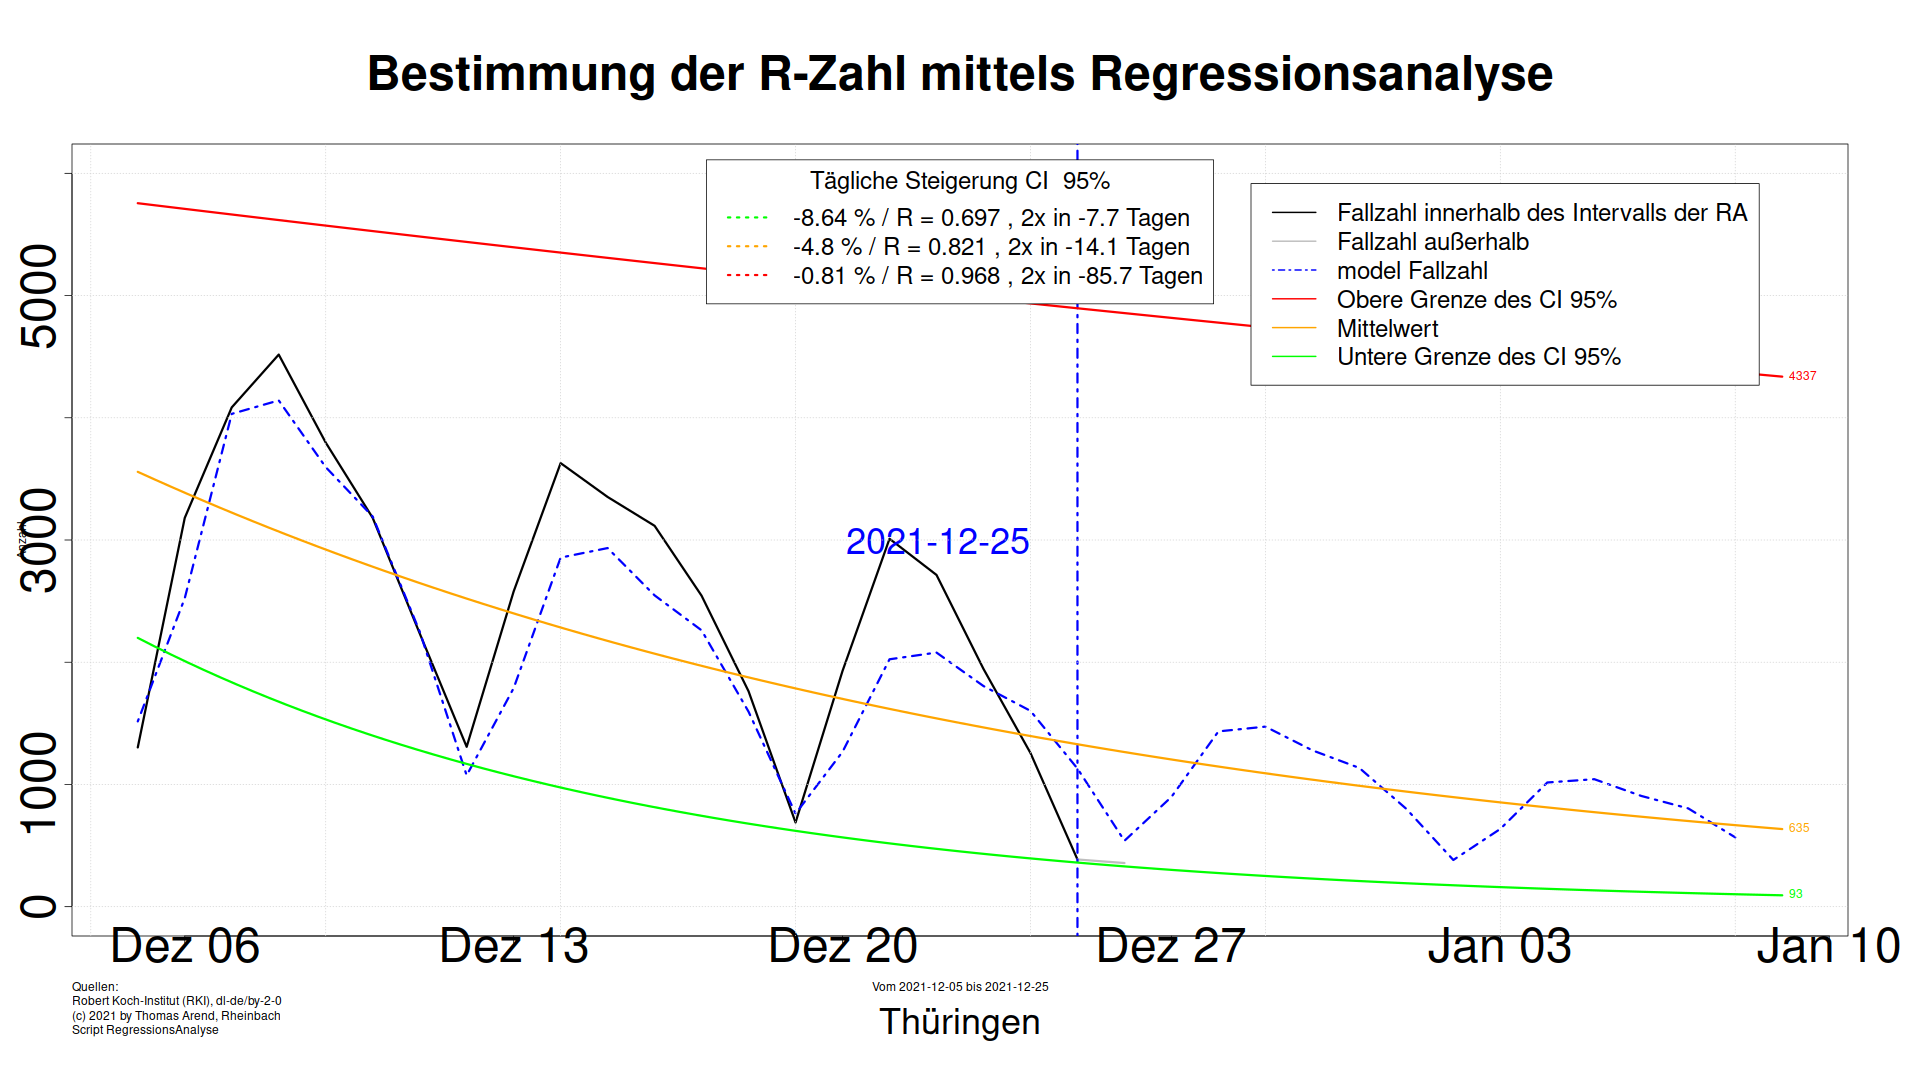 Bestimmung der R-Zahl mittels Regressionsanalyse
Tägliche Steigerung CI  95%
-8.64 % / R = 0.697 , 2x in -7.7 Tagen
-4.8 % / R = 0.821 , 2x in -14.1 Tagen
-0.81 % / R = 0.968 , 2x in -85.7 Tagen
Fallzahl innerhalb des Intervalls der RA
Fallzahl außerhalb
model Fallzahl
Obere Grenze des CI 95%
Mittelwert
Untere Grenze des CI 95%
5000
3000
1000
0
Anzahl
2021-12-25
4337
635
93
Dez 06
Dez 13
Dez 20
Dez 27
Jan 03
Jan 10
Quellen:
Robert Koch-Institut (RKI), dl-de/by-2-0
(c) 2021 by Thomas Arend, Rheinbach
Script RegressionsAnalyse
Vom 2021-12-05 bis 2021-12-25
Thüringen